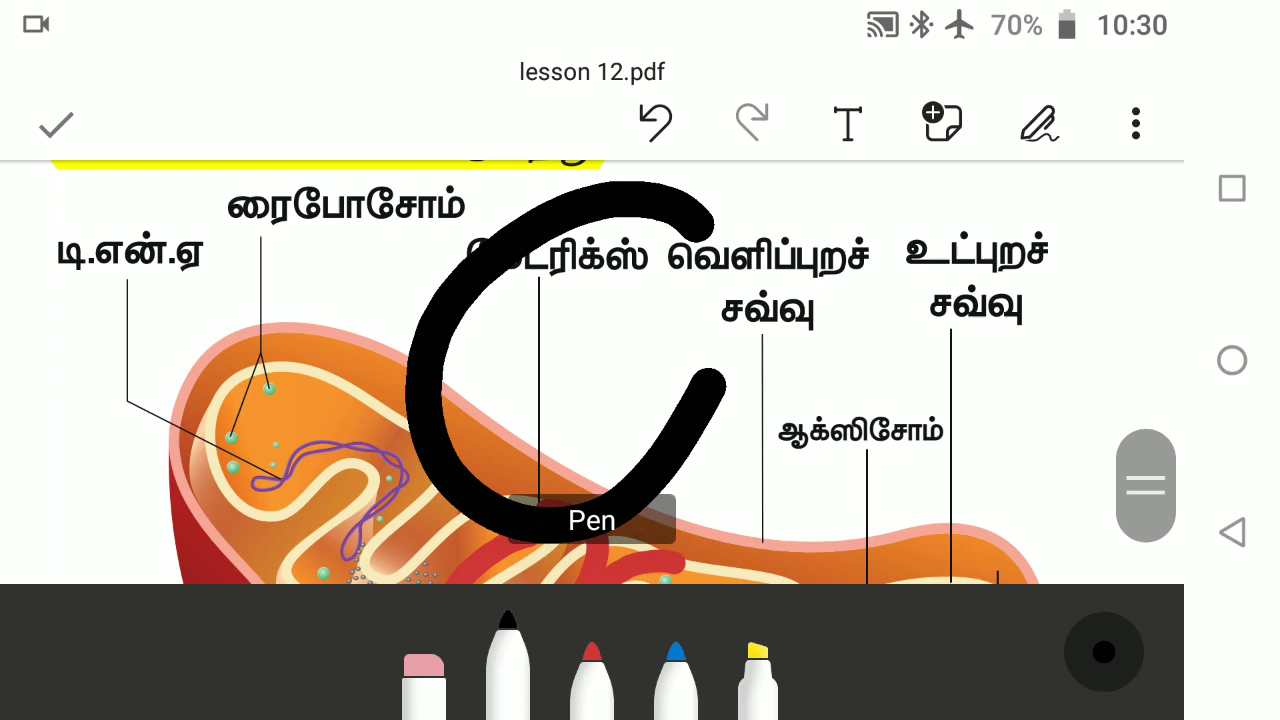 70% 10:30
lesson 12.pdf
ரைபோசோம்
டி.என்.ஏ
வெளிப்புறச்
சவ்வு
உட்புறச்
சவ்வு
ஆக்ஸிசோம்
Pen